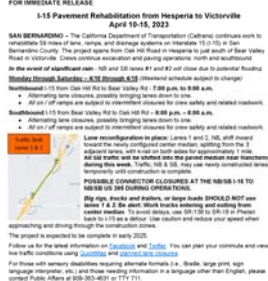 FOR IMMEDIATE RELEASE
I-15 Pavement Rehabilitation from Hesperia to Victorville
April 10-15, 2023
SAN BERNARDINO – The California Department of Transportation (Caltrans) continues work to
rehabilitate 58 miles of lane, ramps, and drainage systems on Interstate 15 (I-15) in San
Bernardino County. The project spans from Oak Hill Road in Hesperia to just south of Bear Valley
Road in Victorville. Crews continue excavation and paving operations north and southbound.
In the event of significant rain - NB and SB lanes #1 and #2 will close due to potential flooding.
Monday through Saturday – 4/10 through 4/15 (Weekend schedule subject to change)
Northbound I-15 from Oak Hill Rd to Bear Valley Rd - 7:00 p.m. to 9:00 a.m.
• Alternating lane closures, possibly bringing lanes down to one.
• All on / off ramps are subject to intermittent closures for crew safety and related roadwork.
Southbound I-15 from Bear Valley Rd to Oak Hill Rd – 8:00 p.m. – 8:00 a.m.
• Alternating lane closures, possibly bringing lanes down to one.
• All on / off ramps are subject to intermittent closures for crew safety and related roadwork.
Lane reconfiguration in place: Lanes 1 and 2, NB, shift inward
toward the center median, splitting from the 3
adjacent lanes, with k-rail on both sides for approximately 1 mile.
All SB traffic will be shifted into the paved median near Ranchero
during this week. Traffic, NB & SB, may use newly constructed lanes
temporarily until construction is complete.
POSSIBLE CONNECTOR CLOSURES AT THE NB/SB I-15 TO
NB/SB US 395 DURING OPERATIONS.
Big rigs, trucks and trailers, or large loads SHOULD NOT use
lanes 1 & 2. Be alert: Work trucks entering and exiting from
center median. To avoid delays, use SR-138 to SR-18 in Phelan
back to I-15 as a detour. Use caution and reduce your speed when
approaching and driving through the construction zones.
The project is expected to be complete in early 2025.
Follow us for the latest information on Facebook and Twitter. You can plan your commute and view
live traffic conditions using QuickMap and planned lane closures.
For those with sensory disabilities requiring alternate formats (i.e., Braille, large print, sign
language interpreter, etc.) and those needing information in a language other than English, please
contact Public Affairs at 909-383-4631 or TTY 711.